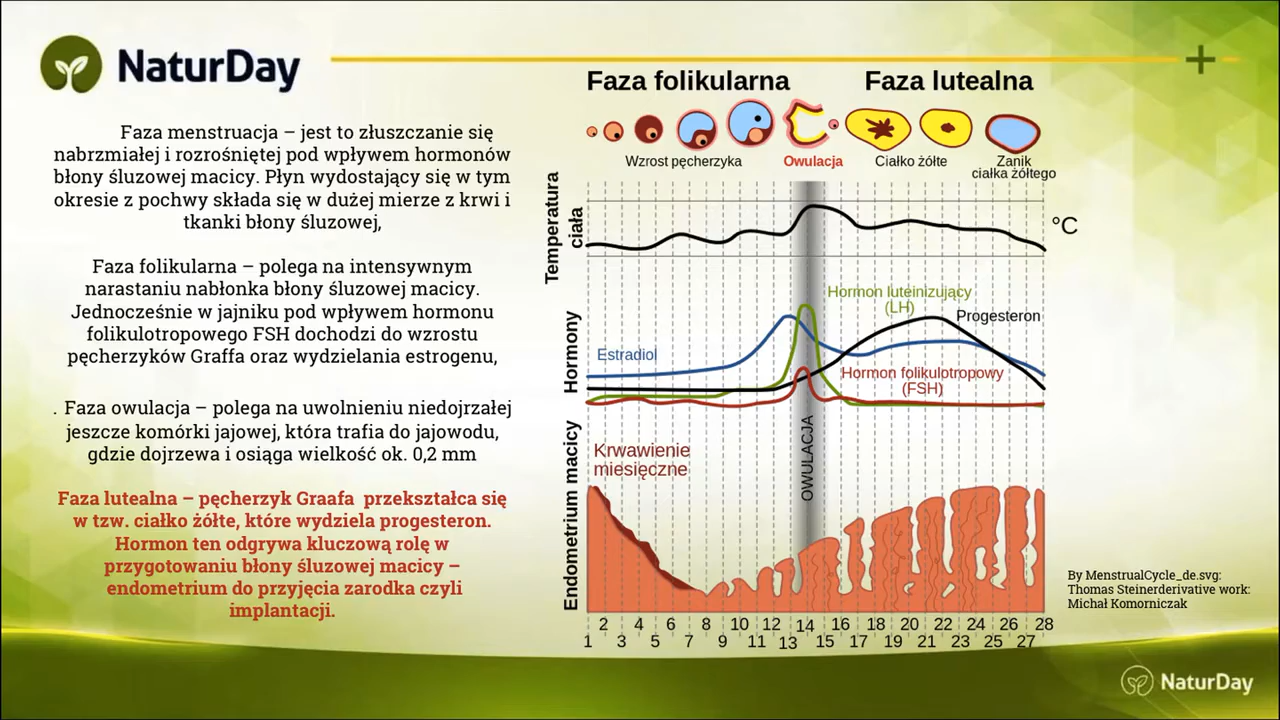 NaturDay
Faza menstruacja – jest to złuszczanie się
nabrzmiałej i rozrośniętej pod wpływem hormonów
błony śluzowej macicy. Płyn wydostający się w tym
okresie z pochwy składa się w dużej mierze z krwi i
tkanki błony śluzowej,
Faza folikularna – polega na intensywnym
narastaniu nabłonka błony śluzowej macicy.
Jednocześnie w jajniku pod wpływem hormonu
folikulotropowego FSH dochodzi do wzrostu
pęcherzyków Graffa oraz wydzielania estrogenu,
. Faza owulacja – polega na uwolnieniu niedojrzałej
jeszcze komórki jajowej, która trafia do jajowodu,
gdzie dojrzewa i osiąga wielkość ok. 0,2 mm
Faza lutealna – pęcherzyk Graafa przekształca się
w tzw. ciałko żółte, które wydziela progesteron.
Hormon ten odgrywa kluczową rolę w
przygotowaniu błony śluzowej macicy –
endometrium do przyjęcia zarodka czyli
implantacji.
Faza folikularna
Faza lutealna
Wzrost pęcherzyka
Owulacja
Ciałko żółte
Zanik
ciałka żółtego
Temperatura
ciała
°C
Hormony
Estradiol
Hormon luteinizujący
(LH)
Progesteron
Hormon folikulotropowy
(FSH)
OWULACJA
Endometrium macicy
Krwawienie
miesięczne
2 4 6 8 10 12 14 16 18 20 22 24 26 28
1 3 5 7 9 11 13 15 17 19 21 23 25 27
By MenstrualCycle_de.svg:
Thomas Steinerderivative work:
Michał Komorniczak
NaturDay